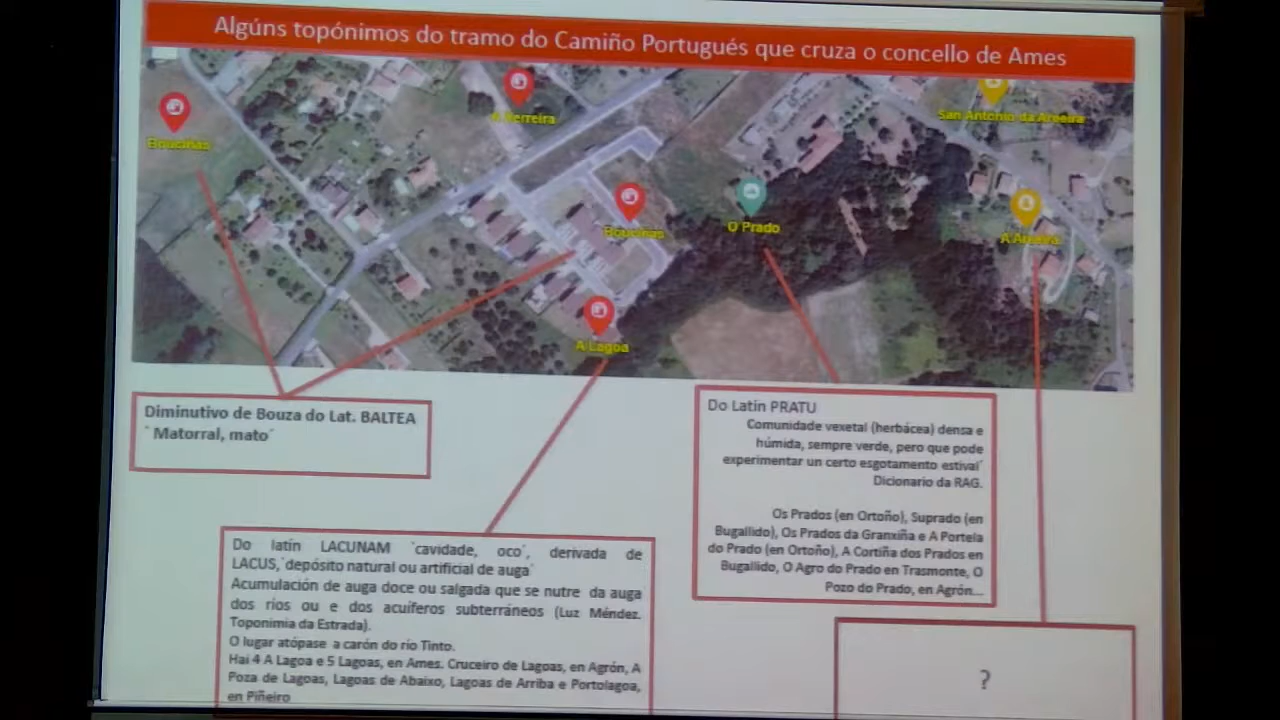 Algúns topónimos do tramo do Camiño Portugués que cruza o concello de Ames
San Antonio da Ameira
Bouciñas
A Ferreira
Bouciñas
O Prado
A Ameira
A Lagoa
Diminutivo de Bouza do Lat. BALTEA
`Matorral, mato´
Do Latín PRATU
Comunidade vexetal (herbácea) densa e
húmida, sempre verde, pero que pode
experimentar un certo esgotamento estival´
Dicionario da RAG.
Os Prados (en Ortoño), Suprado (en
Bugallido), Os Prados da Granxiña e A Portela
do Prado (en Ortoño), A Cortiña dos Prados en
Bugallido, O Agro do Prado en Trasmonte, O
Pozo do Prado, en Agrón...
Do latín LACUNAM `cavidade, oco´, derivada de
LACUS,`depósito natural ou artificial de auga´
Acumulación de auga doce ou salgada que se nutre da auga
dos ríos ou e dos acuíferos subterráneos (Luz Méndez.
Toponimia da Estrada).
O lugar atópase a carón do río Tinto.
Hai 4 A Lagoa e 5 Lagoas, en Ames. Cruceiro de Lagoas, en Agrón, A
Poza de Lagoas, Lagoas de Abaixo, Lagoas de Arriba e Portolagoa,
en Piñeiro
?